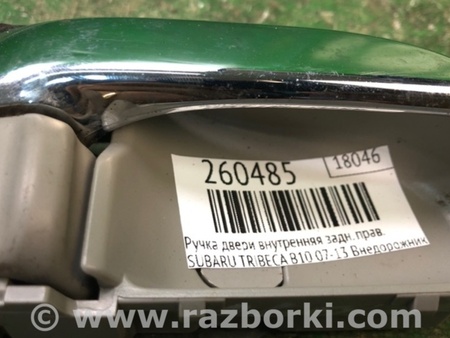 260485
18046
Ручка двери внутренняя задн. прав.
SUBARU TRIBECA B10 07-13 Внедорожник
© www.razborki.com/